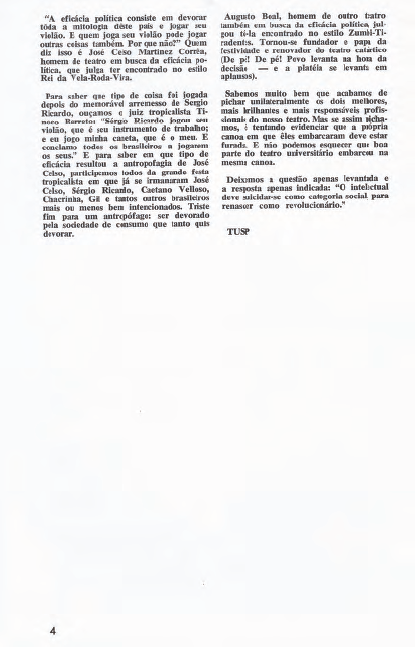 "A eficácia política consiste em devorar
tôda a mitologia dêste país e jogar seu
violão. E quem joga seu violão pode jogar
outras coisas também. Por que não?" Quem
diz isso é José Celso Martinez Corrêa,
homem de teatro em busca da eficácia po-
lítica, que julga ter encontrado no estilo
Rei da Vela-Roda-Viva.
Para saber que tipo de coisa foi jogada
depois do memorável arremesso de Sergio
Ricardo, ouçamos o juiz tropicalista Ti-
noco Barreto: "Sérgio Ricardo jogou seu
violão, que é seu instrumento de trabalho;
e eu jogo minha caneta, que é o meu. E
conclamo todos os brasileiros a jogarem
os seus." E para saber em que tipo de
eficácia resultou a antropofagia de José
Celso, participemos todos da grande festa
tropicalista em que já se irmanaram José
Celso, Sérgio Ricardo, Caetano Velloso,
Chacrinha, Gil e tantos outros brasileiros
mais ou menos bem intencionados. Triste
fim para um antropófago: ser devorado
pela sociedade de consumo que tanto quis
devorar.
Augusto Boal, homem de outro teatro
também em busca da eficácia política, jul-
gou tê-la encontrado no estilo Zumbi-Ti-
radentes. Tornou-se fundador e papa da
festividade e renovador do teatro catártico
(De pé! De pé! Povo levanta na hora da
decisão — e a platéia se levanta em
aplausos).
Sabemos muito bem que acabamos de
pichar unilateralmente os dois melhores,
mais brilhantes e mais responsáveis profis-
sionais do nosso teatro. Mas se assim picha-
mos, é tentando evidenciar que a própria
canoa em que êles embarcaram deve estar
furada. E não podemos esquecer que boa
parte do teatro universitário embarcou na
mesma canoa.
Deixamos a questão apenas levantada e
a resposta apenas indicada: "O intelectual
deve suicidar-se como categoria social para
renascer como revolucionário."
TUSP
4